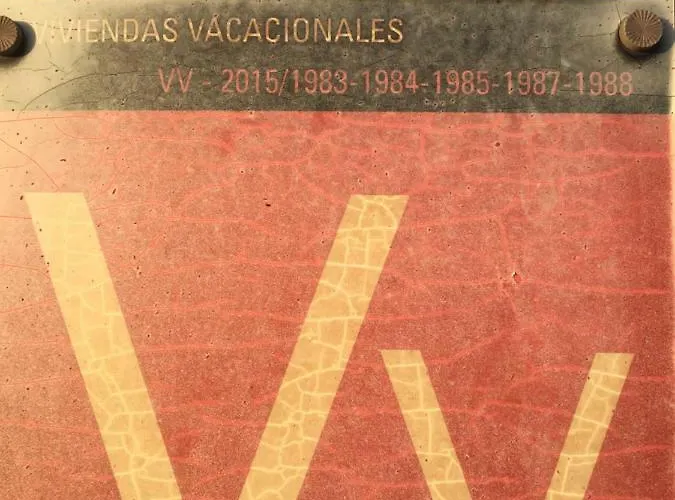 VIVIENDAS VACACIONALES
VV - 2015/1983-1984-1985-1987-1988
Vv